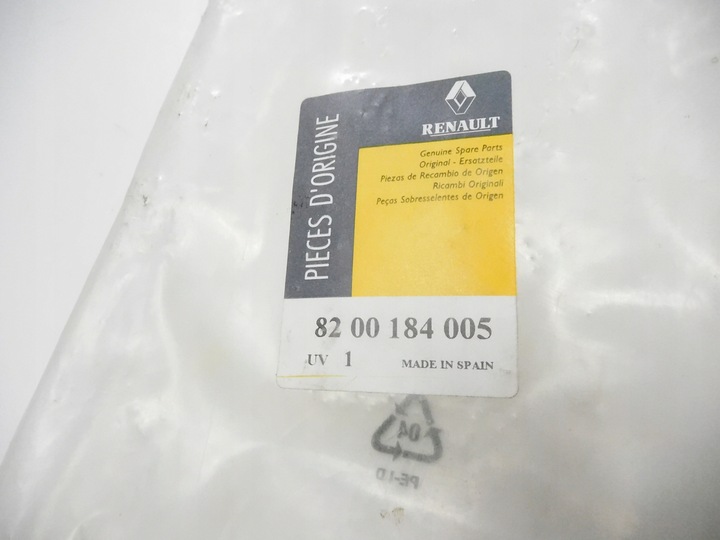 PIECES D'ORIGINE
RENAULT
Genuine Spare Parts
Original - Ersatzteile
Piezas de Recambio de Origen
Ricambi Originali
Peças Sobresselentes de Origen
82 00 184 005
UV 1 MADE IN SPAIN
04
PE-LD